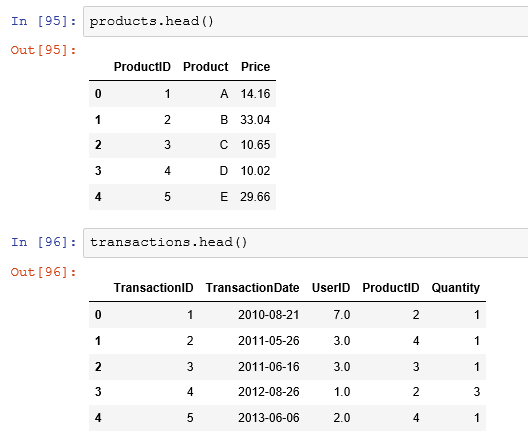 In [95]: products.head()
Out[95]:
ProductID Product Price
0 1 A 14.16
1 2 B 33.04
2 3 C 10.65
3 4 D 10.02
4 5 E 29.66
In [96]: transactions.head()
Out[96]:
TransactionID TransactionDate UserID ProductID Quantity
0 1 2010-08-21 7.0 2 1
1 2 2011-05-26 3.0 4 1
2 3 2011-06-16 3.0 3 1
3 4 2012-08-26 1.0 2 3
4 5 2013-06-06 2.0 4 1